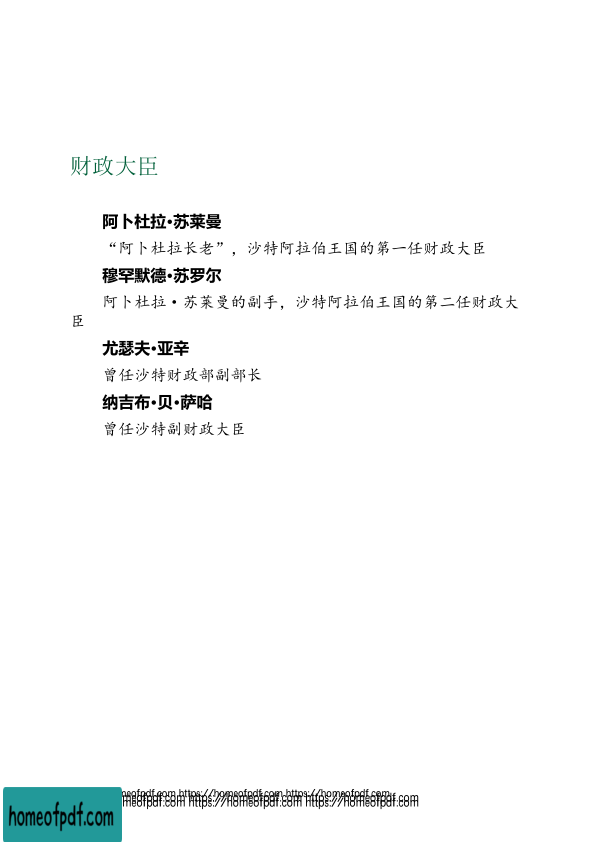 财政大臣
阿卜杜拉·苏莱曼
“阿卜杜拉长老”，沙特阿拉伯王国的第一任财政大臣
穆罕默德·苏罗尔
阿卜杜拉·苏莱曼的副手，沙特阿拉伯王国的第二任财政大
臣
尤瑟夫·亚辛
曾任沙特财政部副部长
纳吉布·贝·萨哈
曾任沙特副财政大臣
homeofpdf.com https://homeofpdf.com https://homeofpdf.com
homeofpdf.com https://homeofpdf.com https://homeofpdf.com
homeofpdf.com